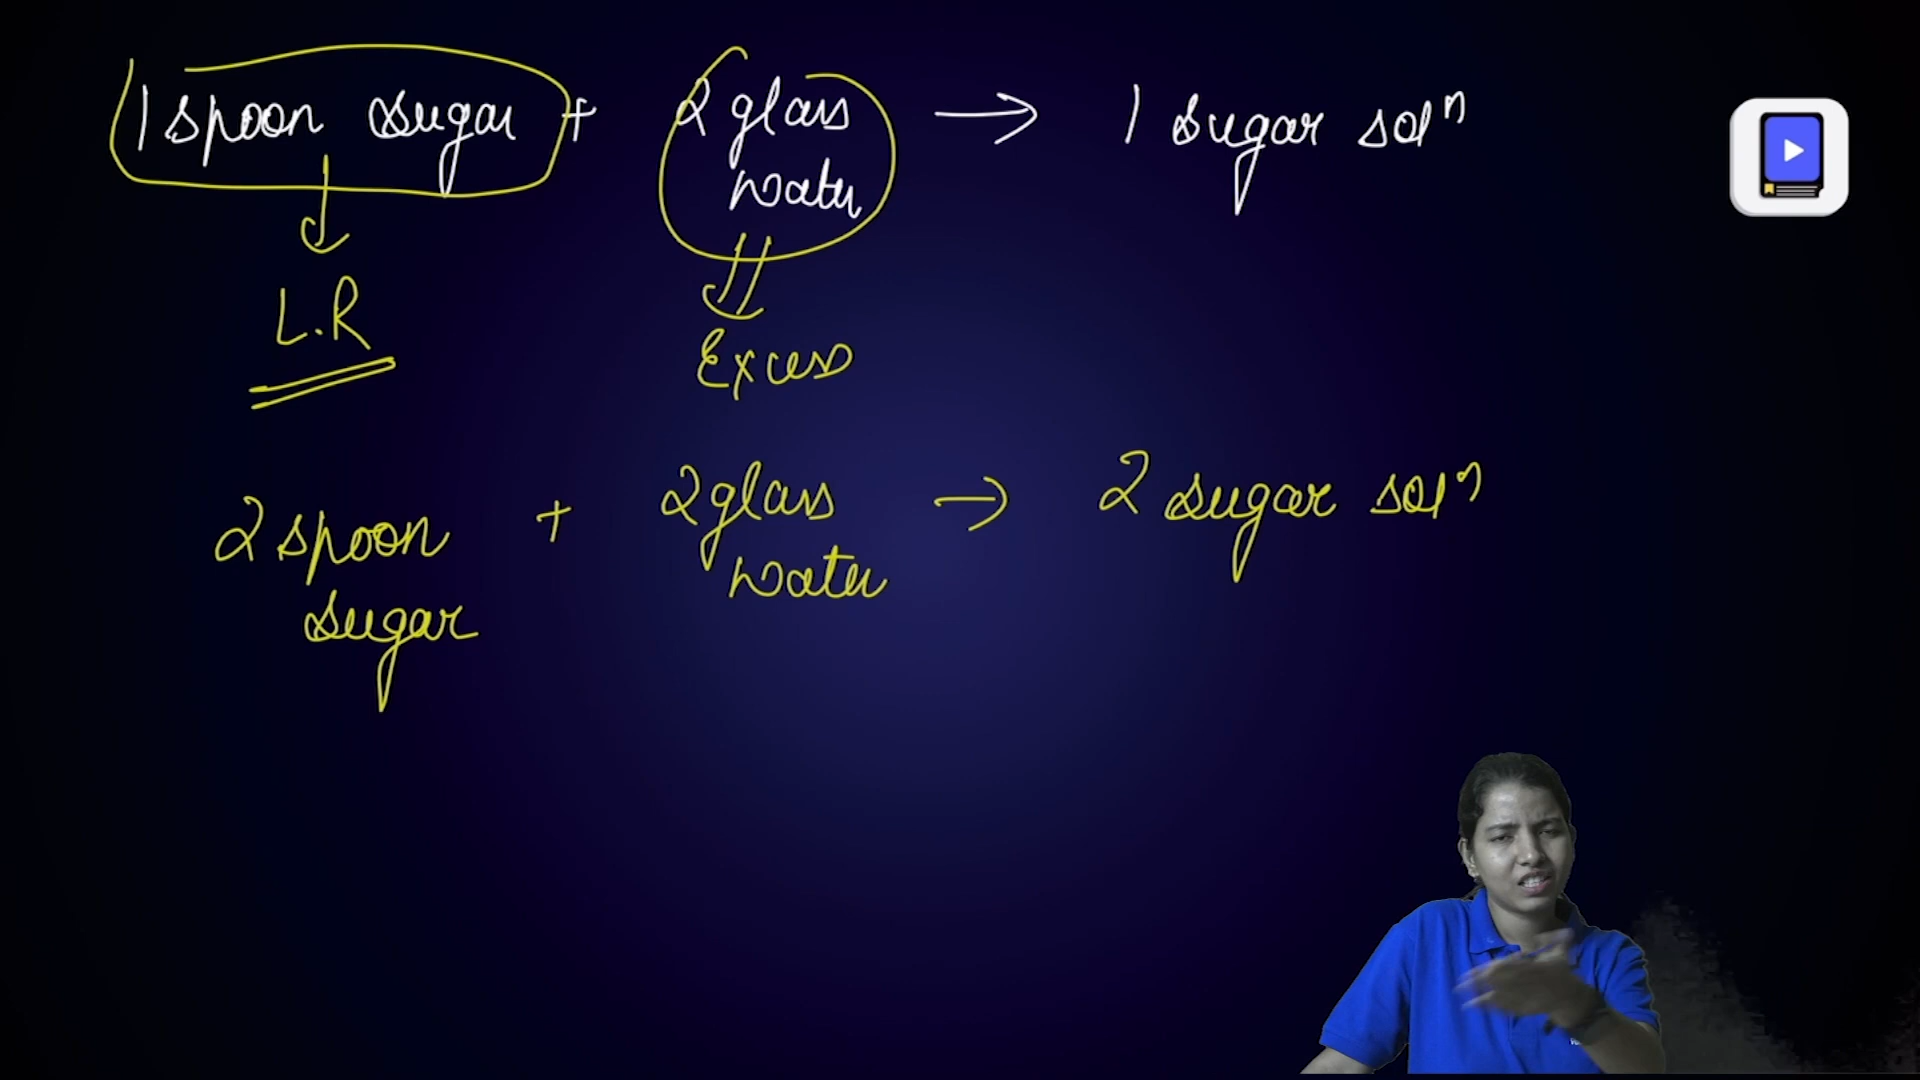 1 spoon sugar + 2 glass → 1 sugar solⁿ
water
L.R
Excess
2 spoon + 2 glass → 2 sugar solⁿ
sugar water